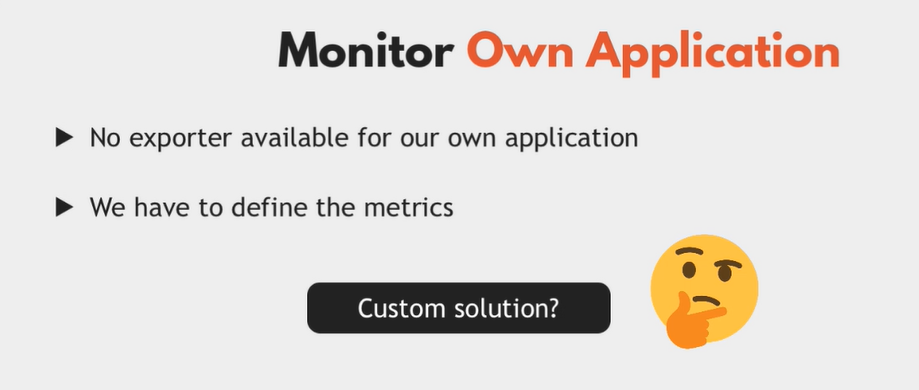 Monitor Own Application
▶ No exporter available for our own application
▶ We have to define the metrics
Custom solution?